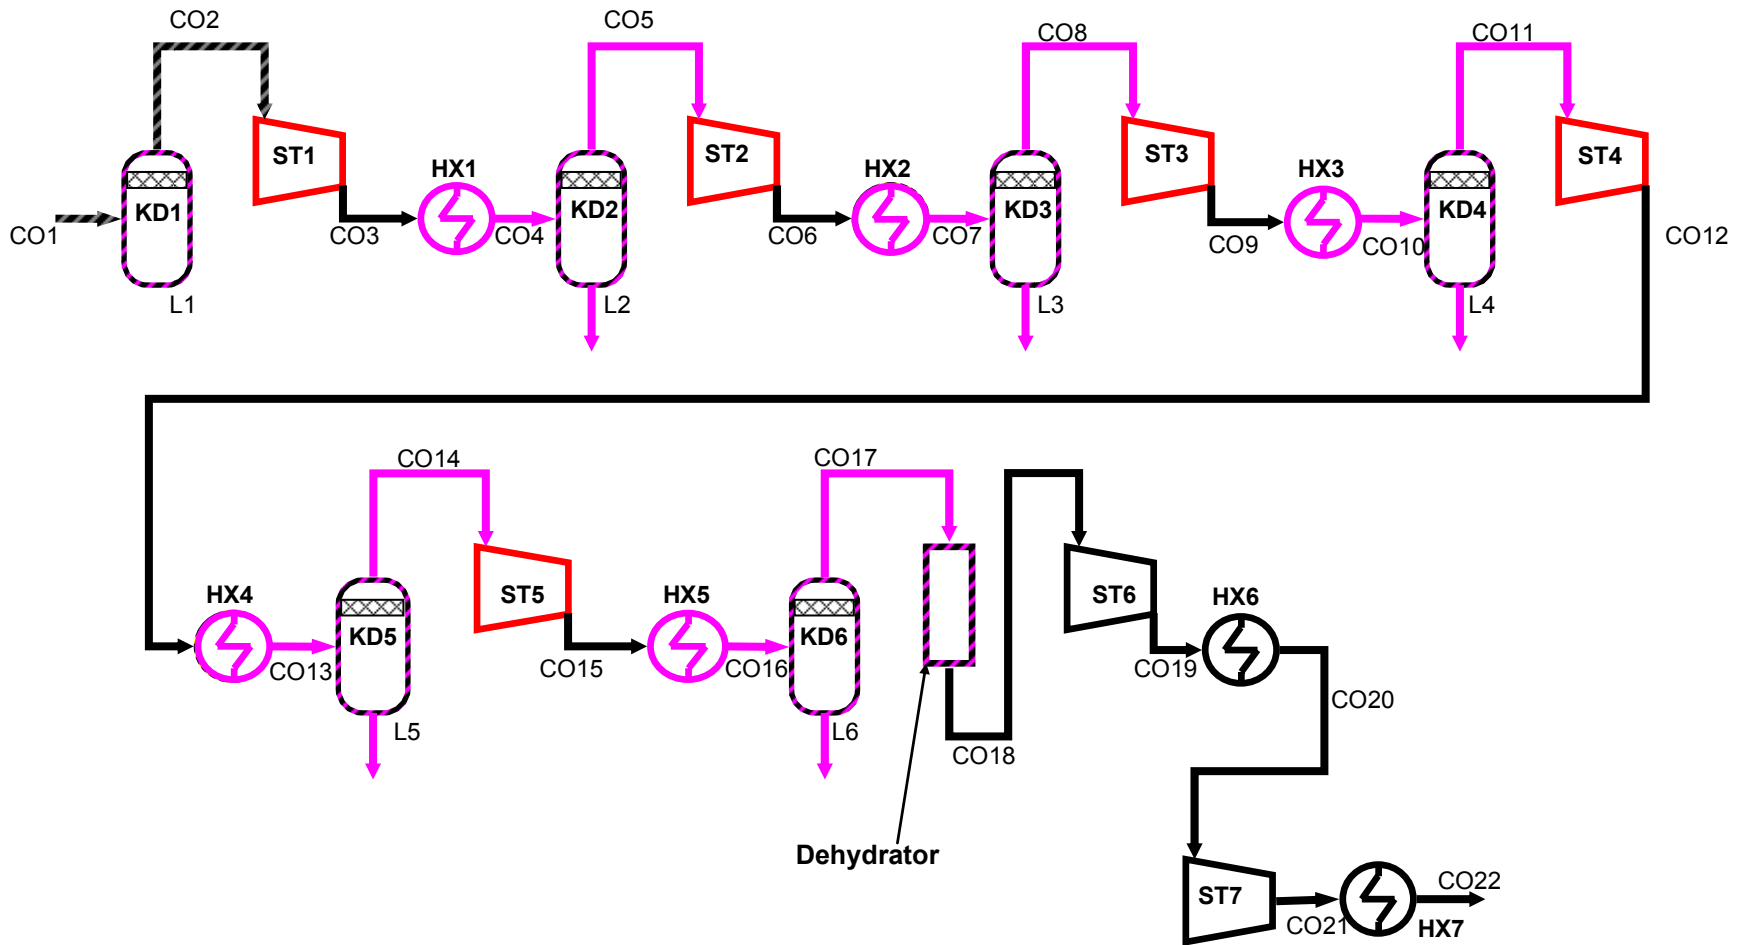 CO2
CO5
CO8
CO11
ST1
ST2
ST3
ST4
HX1
HX2
HX3
KD1
KD2
KD3
KD4
CO1
CO3
CO4
CO6
CO7
CO9
CO10
CO12
L1
L2
L3
L4
CO14
CO17
HX4
ST5
HX5
ST6
HX6
KD5
KD6
CO13
CO15
CO16
CO19
CO20
L5
L6
CO18
Dehydrator
ST7
CO22
CO21
HX7